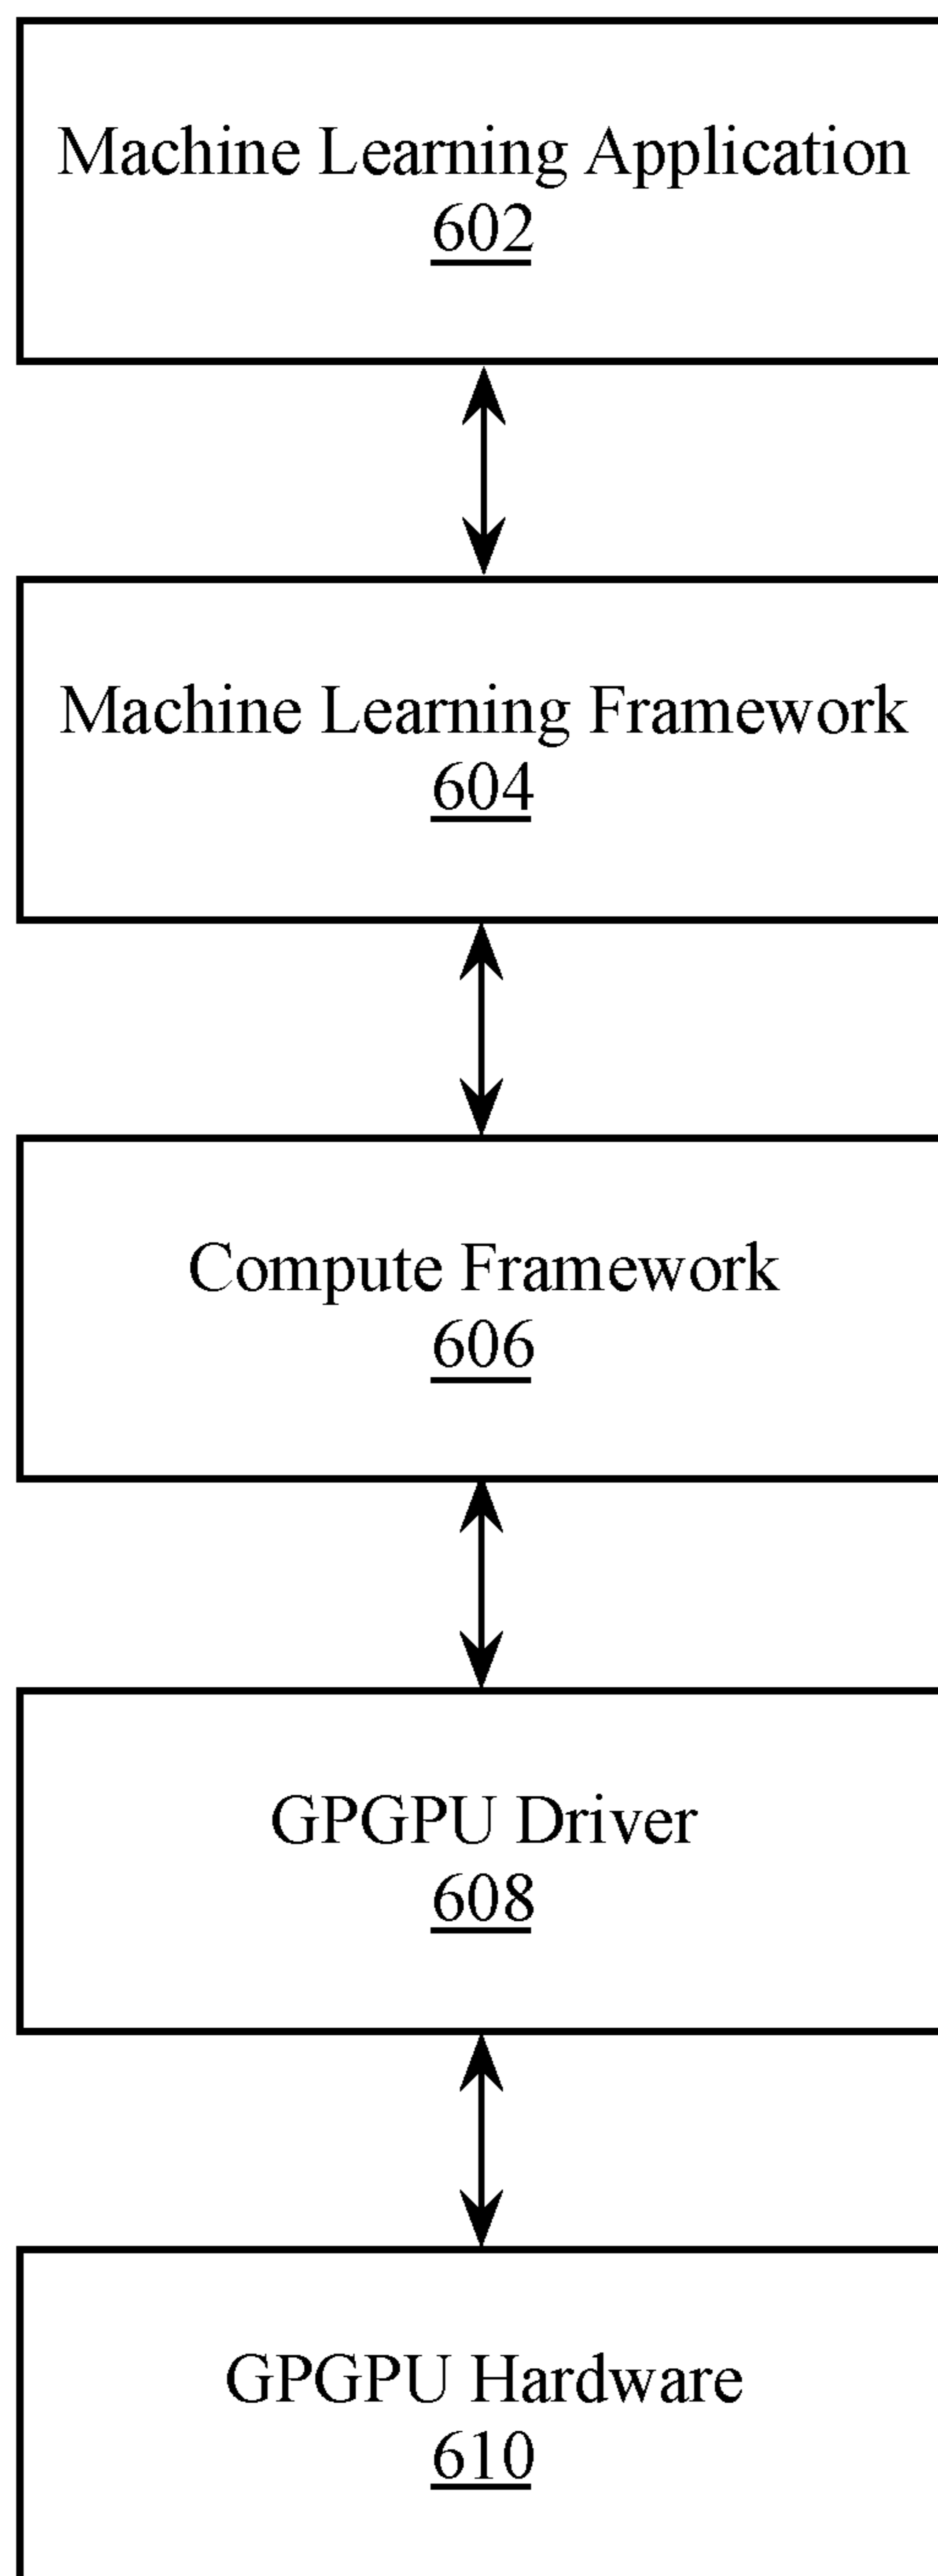 Machine Learning Application
602
Machine Learning Framework
604
Compute Framework
606
GPGPU Driver
608
GPGPU Hardware
610